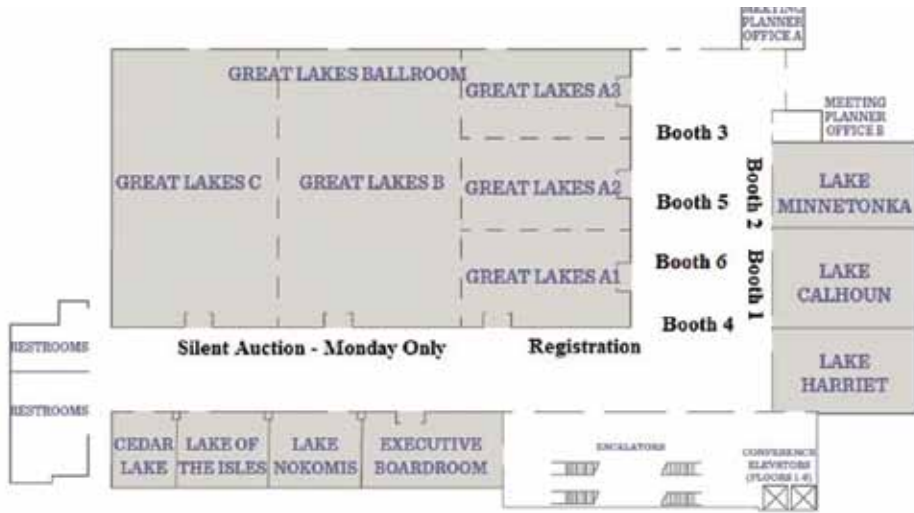 MEETING
PLANNER
OFFICE A
GREAT LAKES BALLROOM
GREAT LAKES A3
MEETING
PLANNER
OFFICE B
Booth 3
GREAT LAKES C
GREAT LAKES B
GREAT LAKES A2
Booth 5
Booth 2
LAKE
MINNETONKA
GREAT LAKES A1
Booth 6
Booth 1
LAKE
CALHOUN
Booth 4
RESTROOMS
Silent Auction - Monday Only
Registration
LAKE
HARRIET
RESTROOMS
CEDAR
LAKE
LAKE OF
THE ISLES
LAKE
NOKOMIS
EXECUTIVE
BOARDROOM
ESCALATORS
CONFERENCE
ELEVATORS
(FLOORS 1-6)